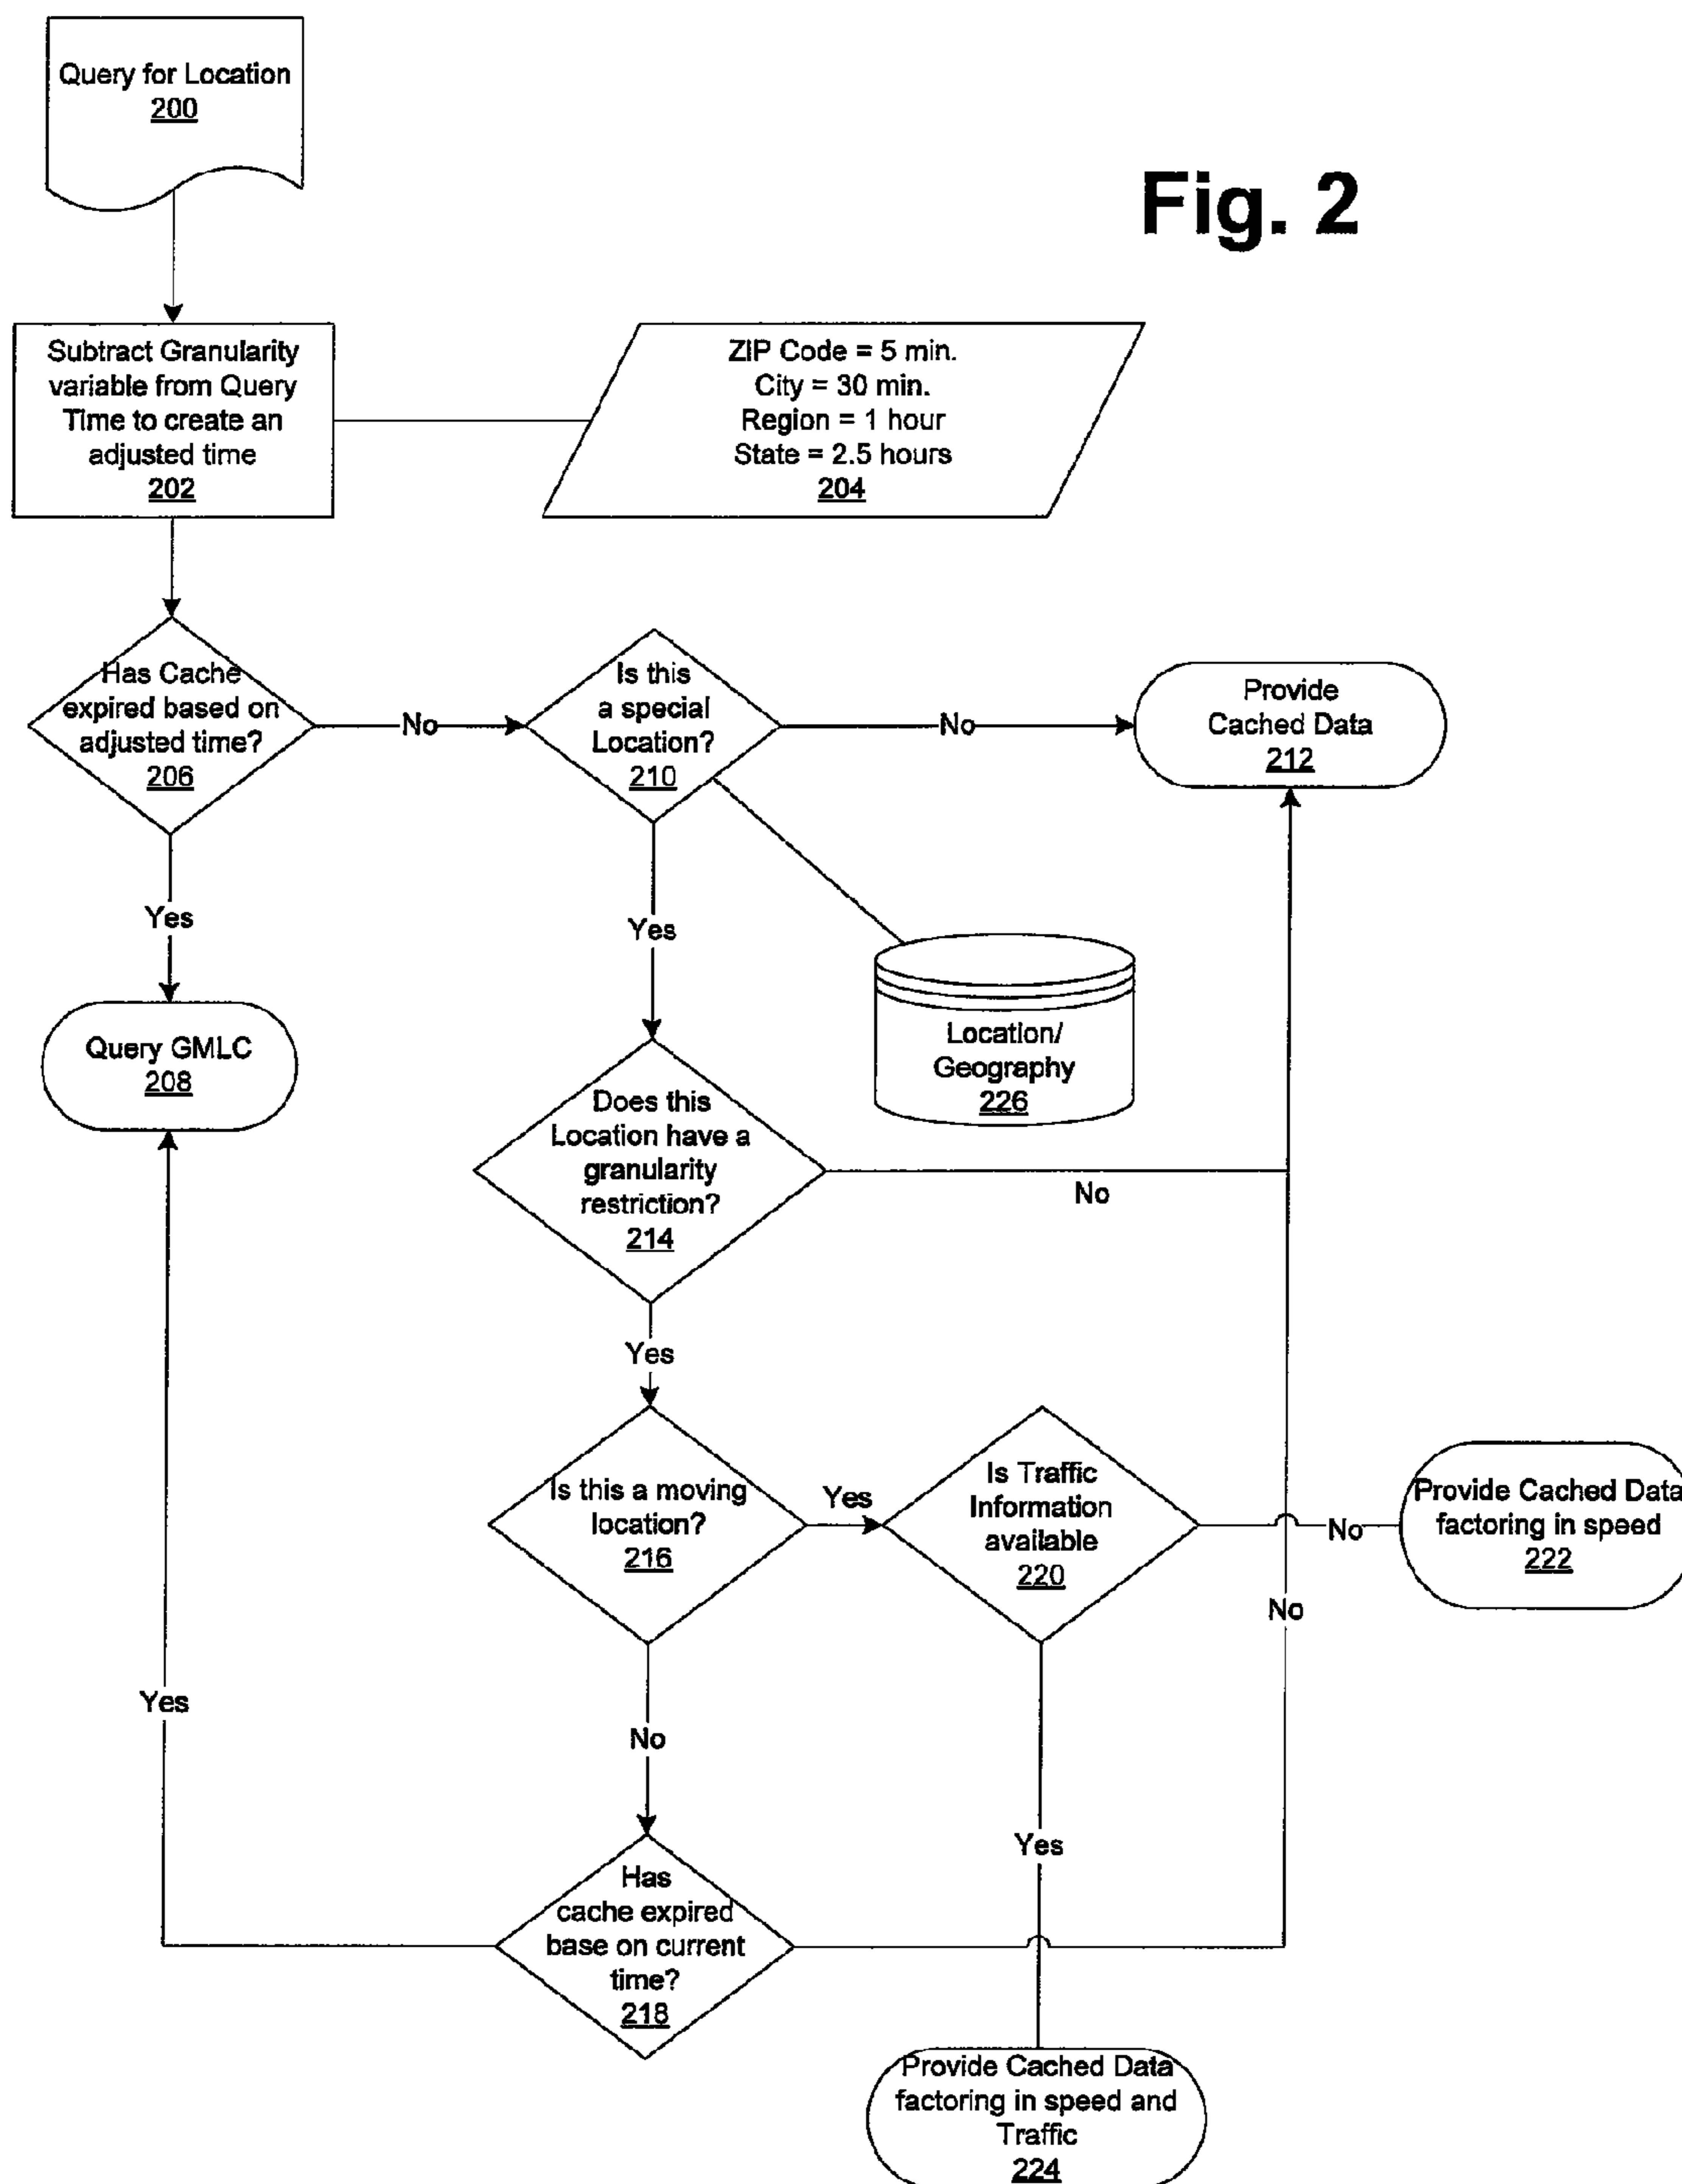 Query for Location
200
Fig. 2
Subtract Granularity
variable from Query
Time to create an
adjusted time
202
ZIP Code = 5 min.
City = 30 min.
Region = 1 hour
State = 2.5 hours
204
Has Cache
expired based on
adjusted time?
206
No
Is this
a special
Location?
210
No
Provide
Cached Data
212
Yes
Yes
Query GMLC
208
Location/
Geography
226
Does this
Location have a
granularity
restriction?
214
No
Yes
Is this a moving
location?
216
Yes
Is Traffic
Information
available
220
No
Provide Cached Data
factoring in speed
222
No
Yes
No
Yes
Has
cache expired
base on current
time?
218
Provide Cached Data
factoring in speed and
Traffic
224